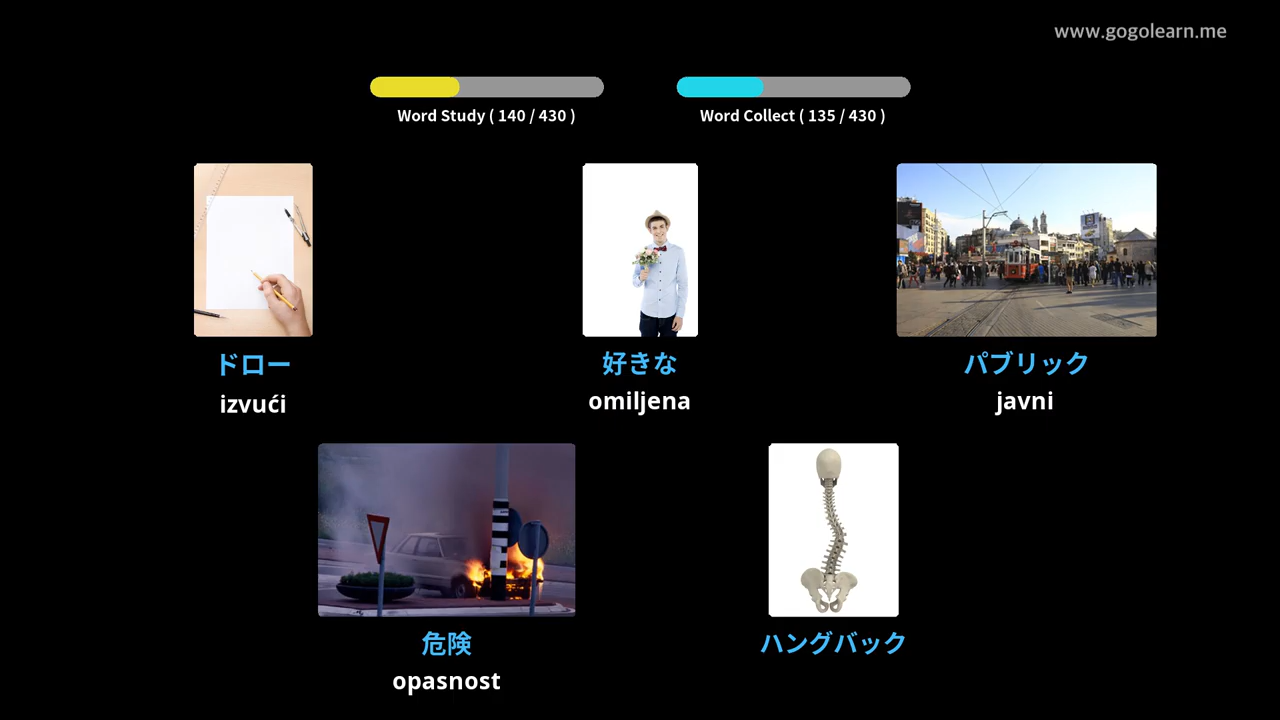 www.gogolearn.me
Word Study ( 140 / 430 )
Word Collect ( 135 / 430 )
ドロー
izvući
好きな
omiljena
パブリック
javni
危険
opasnost
ハングバック